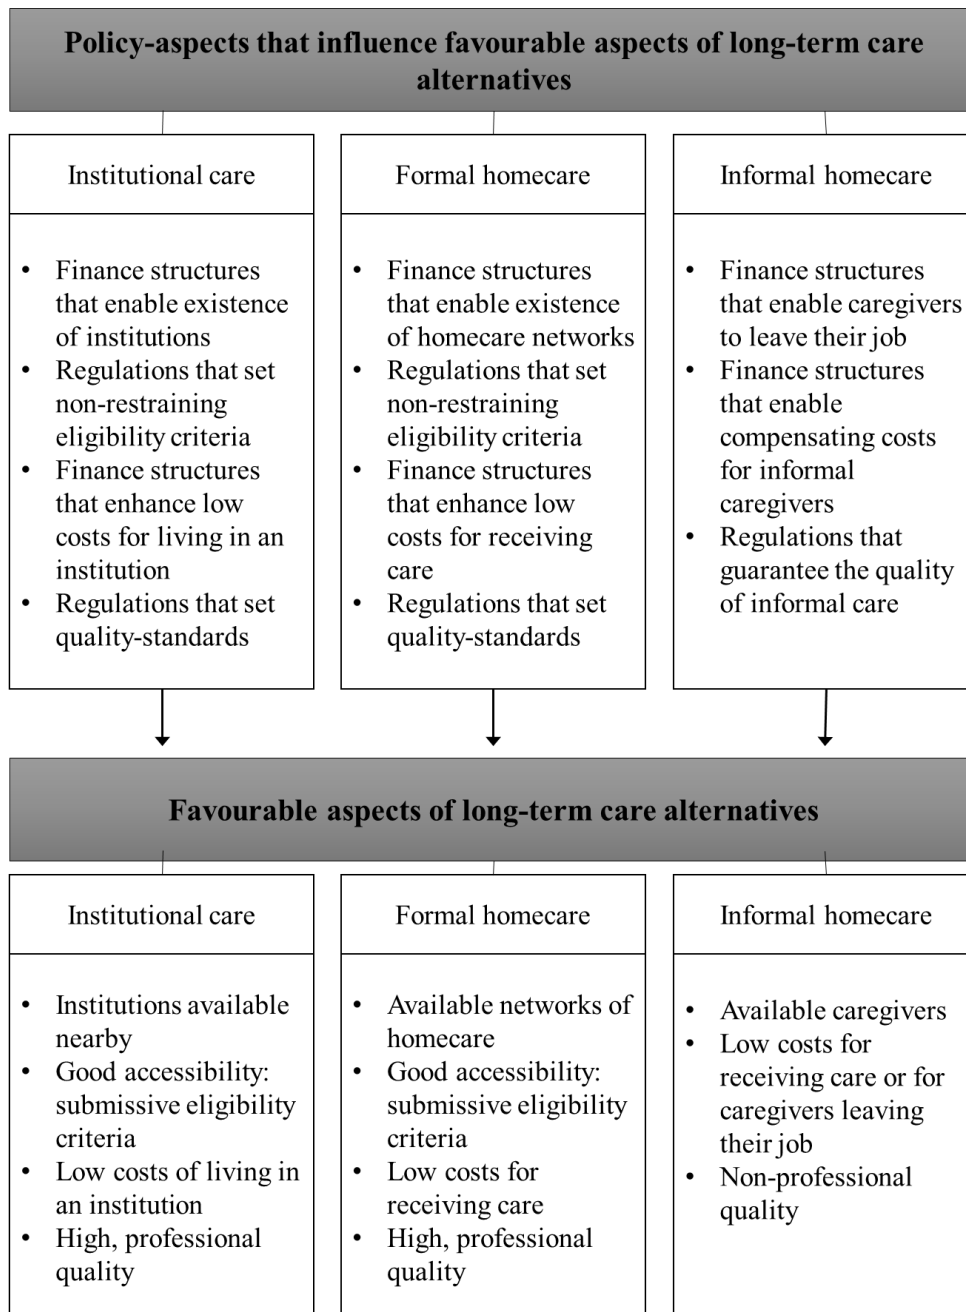 Policy-aspects that influence favourable aspects of long-term care
alternatives
Institutional care
• Finance structures
that enable existence
of institutions
• Regulations that set
non-restraining
eligibility criteria
• Finance structures
that enhance low
costs for living in an
institution
• Regulations that set
quality-standards
Formal homecare
• Finance structures
that enable existence
of homecare networks
• Regulations that set
non-restraining
eligibility criteria
• Finance structures
that enhance low
costs for receiving
care
• Regulations that set
quality-standards
Informal homecare
• Finance structures
that enable caregivers
to leave their job
• Finance structures
that enable
compensating costs
for informal
caregivers
• Regulations that
guarantee the quality
of informal care
Favourable aspects of long-term care alternatives
Institutional care
• Institutions available
nearby
• Good accessibility:
submissive eligibility
criteria
• Low costs of living in
an institution
• High, professional
quality
Formal homecare
• Available networks of
homecare
• Good accessibility:
submissive eligibility
criteria
• Low costs for
receiving care
• High, professional
quality
Informal homecare
• Available caregivers
• Low costs for
receiving care or for
caregivers leaving
their job
• Non-professional
quality